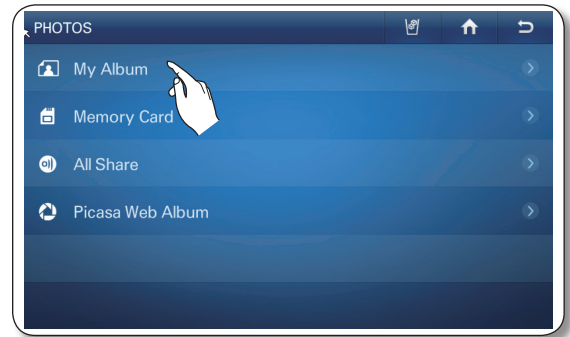 PHOTOS
My Album
Memory Card
All Share
Picasa Web Album